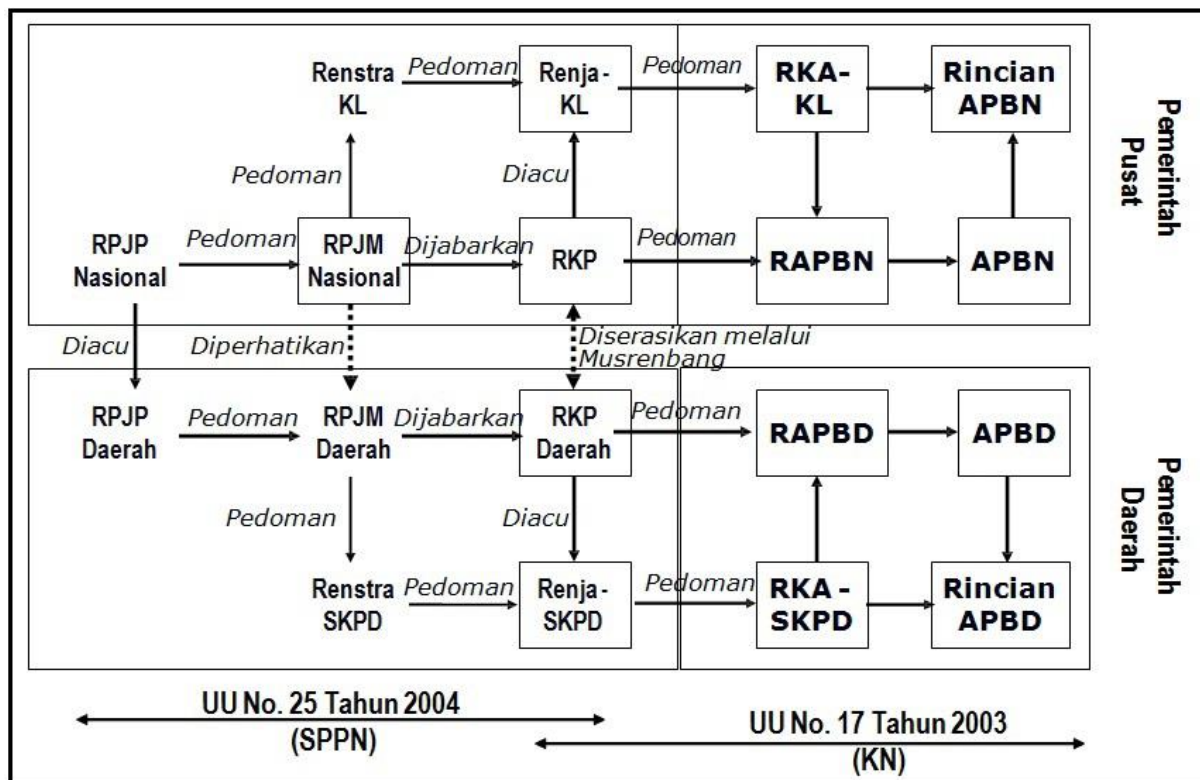 Renstra
KL
Pedoman
Renja -
KL
Pedoman
RKA-
KL
Rincian
APBN
Pemerintah
Pusat
Pedoman
Diacu
RPJP
Nasional
Pedoman
RPJM
Nasional
Dijabarkan
RKP
Pedoman
RAPBN
APBN
Diacu
Diperhatikan
Diserasikan melalui
Musrenbang
RPJP
Daerah
Pedoman
RPJM
Daerah
Dijabarkan
RKP
Daerah
Pedoman
RAPBD
APBD
Pemerintah
Daerah
Pedoman
Diacu
Renstra
SKPD
Pedoman
Renja -
SKPD
Pedoman
RKA -
SKPD
Rincian
APBD
UU No. 25 Tahun 2004
(SPPN)
UU No. 17 Tahun 2003
(KN)